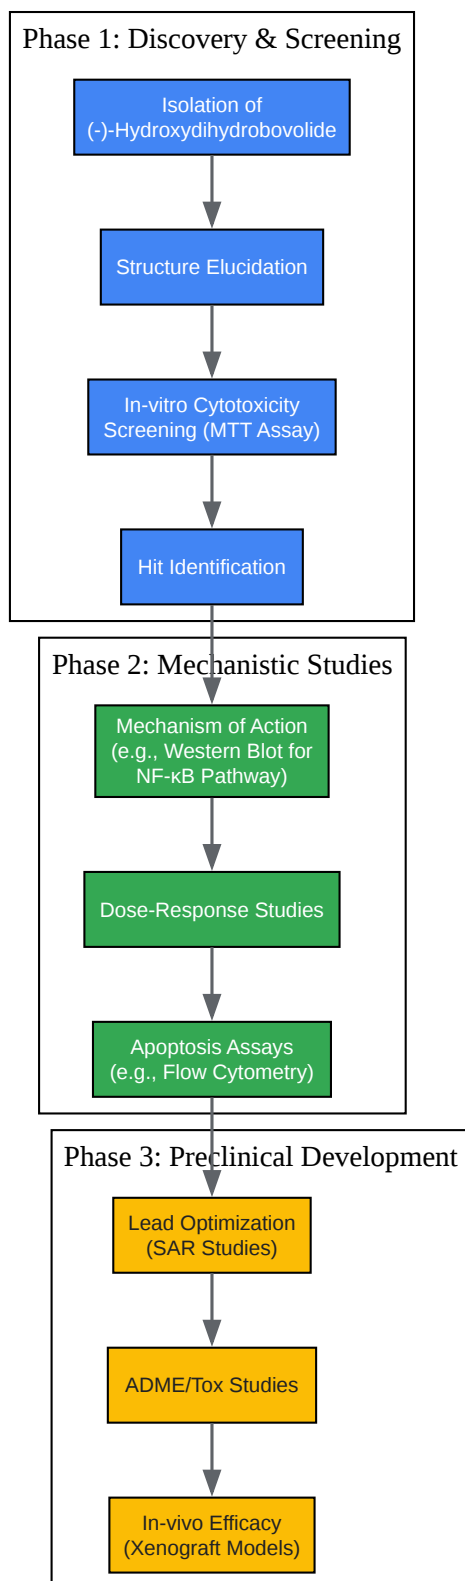 Phase 1: Discovery & Screening
Isolation of
(-)-Hydroxydihydrobovolide
Structure Elucidation
In-vitro Cytotoxicity
Screening (MTT Assay)
Hit Identification
Phase 2: Mechanistic Studies
Mechanism of Action
(e.g., Western Blot for
NF-κB Pathway)
Dose-Response Studies
Apoptosis Assays
(e.g., Flow Cytometry)
Phase 3: Preclinical Development
Lead Optimization
(SAR Studies)
ADME/Tox Studies
In-vivo Efficacy
(Xenograft Models)